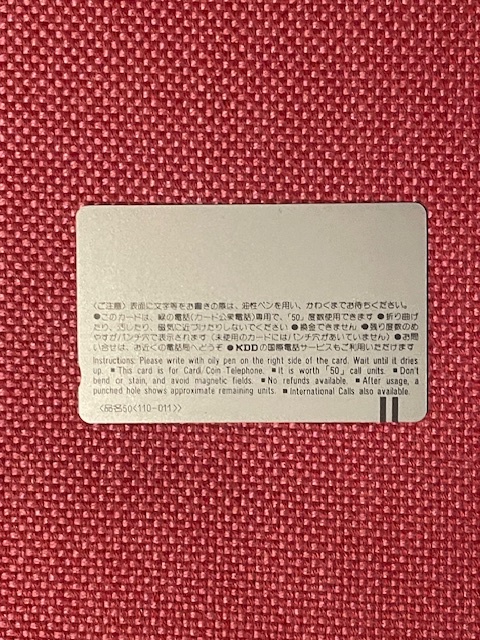 〈ご注意〉表面に文字等をお書きの際は、油性ペンを用い、かわくまでお待ちください。
●このカードは、緑の電話(カード公衆電話)専用で、「50」度数使用できます ●折り曲げ
たり、汚したり、磁気に近づけたりしないでください ●換金できません ●残り度数のめ
やすがパンチ穴で表示されます(未使用のカードにはパンチ穴があいていません) ●お問
い合せは、お近くの電話局へどうぞ ●KDDの国際電話サービスもご利用いただけます
Instructions: Please write with oily pen on the right side of the card. Wait until it dries
up. ■ This card is for Card/Coin Telephone. ■ It is worth「50」call units. ■ Don't
bend or stain, and avoid magnetic fields. ■ No refunds available. ■ After usage, a
punched hole shows approximate remaining units. ■ International Calls also available.
〈品名50〈110-011〉〉